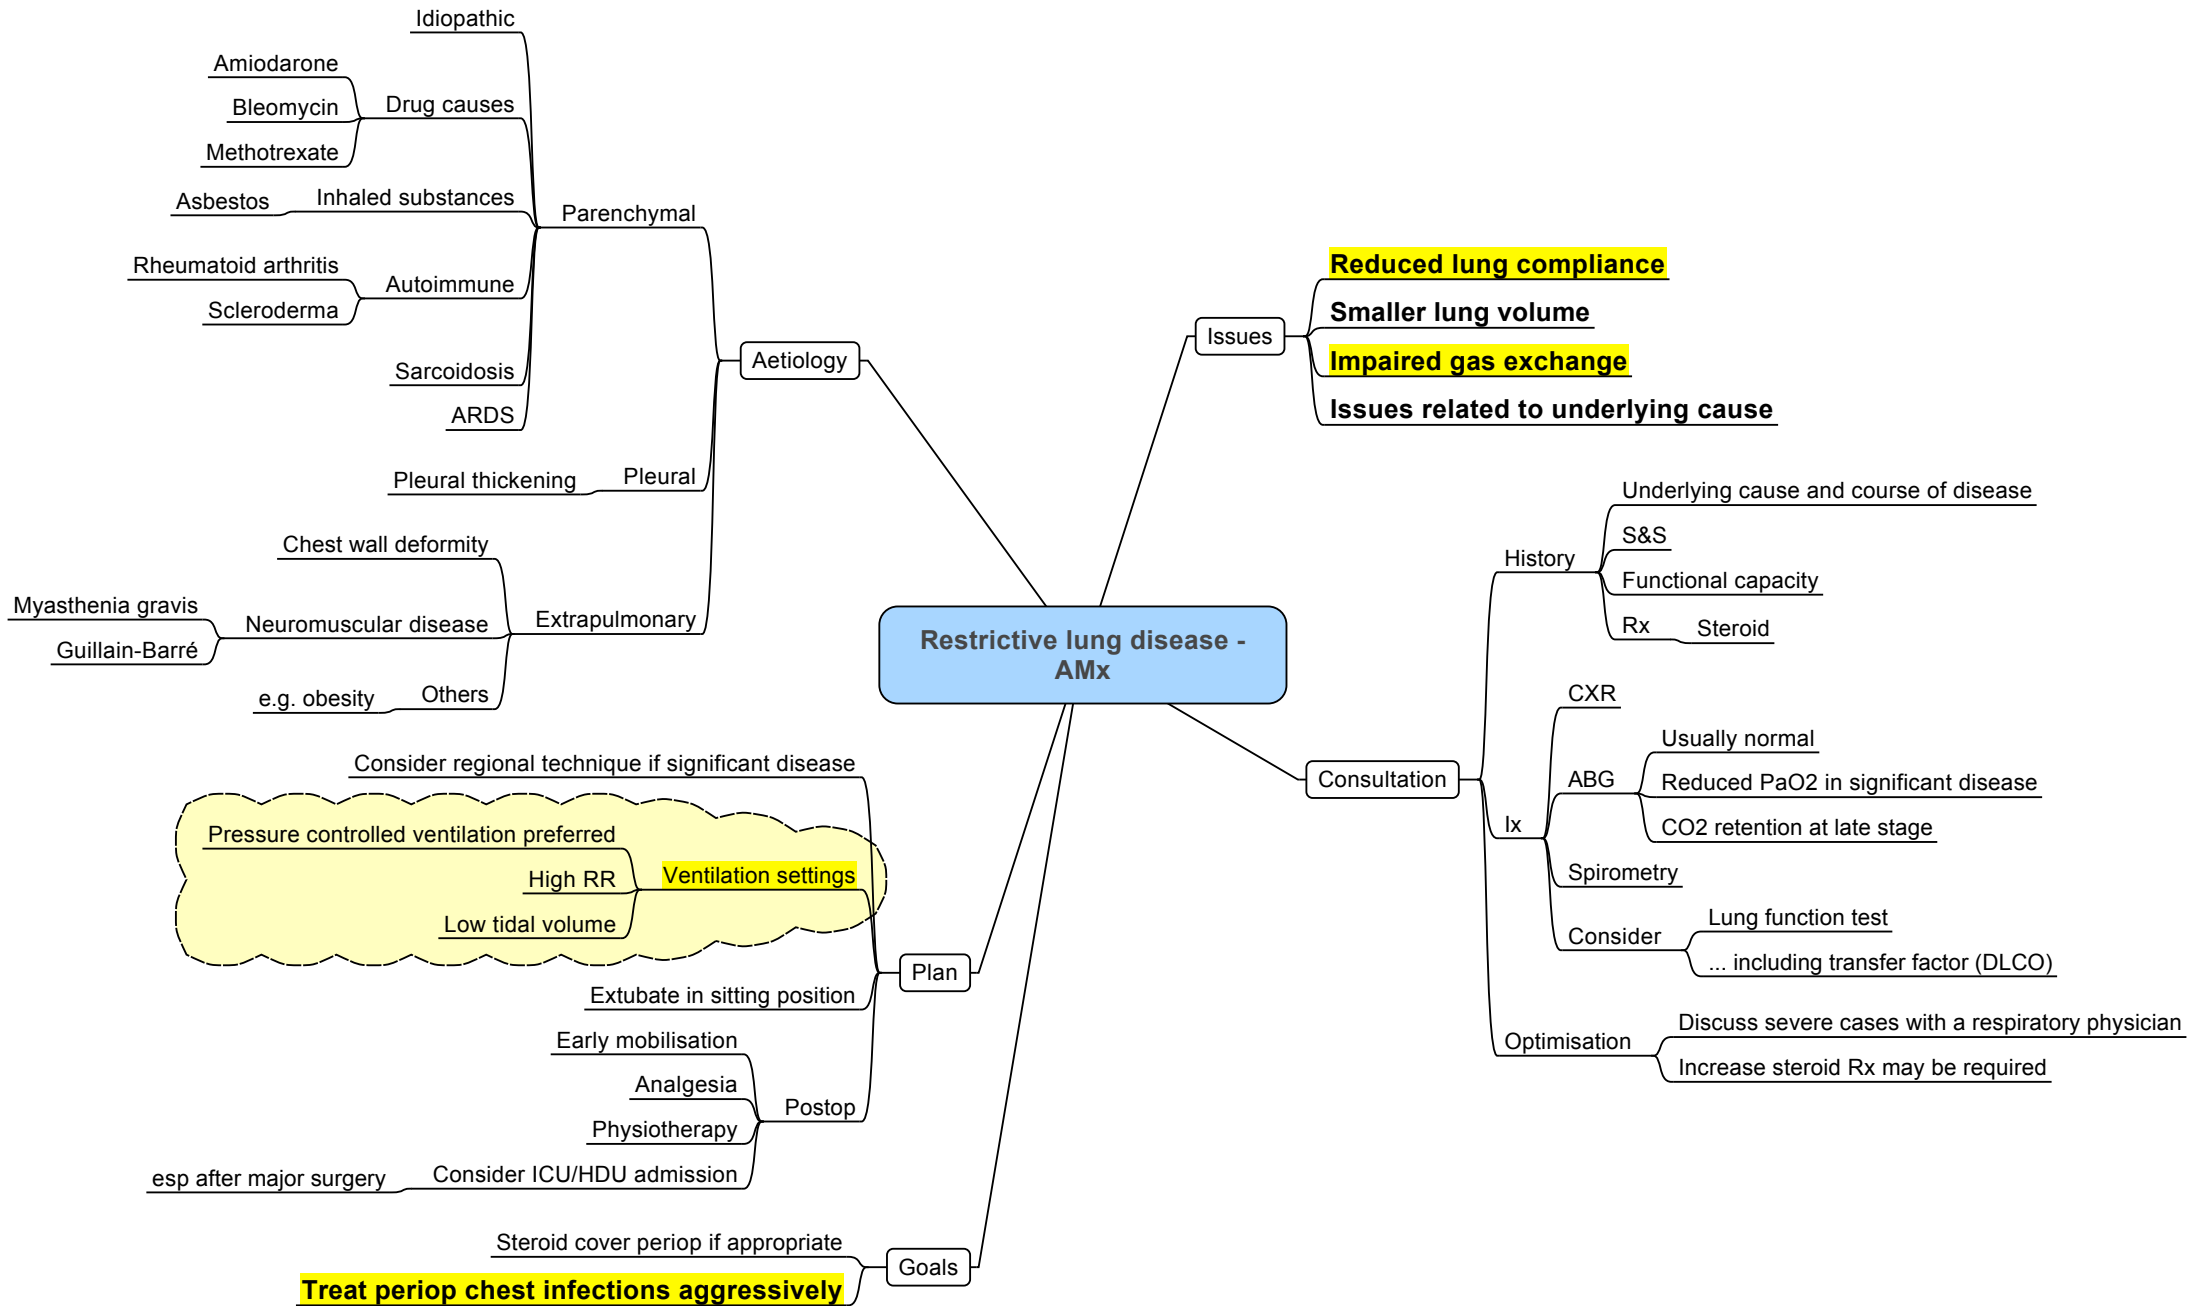 Restrictive lung disease -
AMx
Issues
Reduced lung compliance
Smaller lung volume
Impaired gas exchange
Issues related to underlying cause
Consultation
History
Underlying cause and course of disease
S&S
Functional capacity
Rx
Steroid
Ix
CXR
ABG
Usually normal
Reduced PaO2 in significant disease
CO2 retention at late stage
Spirometry
Consider
Lung function test
... including transfer factor (DLCO)
Optimisation
Discuss severe cases with a respiratory physician
Increase steroid Rx may be required
Aetiology
Parenchymal
Idiopathic
Drug causes
Amiodarone
Bleomycin
Methotrexate
Inhaled substances
Asbestos
Autoimmune
Rheumatoid arthritis
Scleroderma
Sarcoidosis
ARDS
Pleural
Pleural thickening
Extrapulmonary
Chest wall deformity
Neuromuscular disease
Myasthenia gravis
Guillain-Barré
Others
e.g. obesity
Plan
Consider regional technique if significant disease
Ventilation settings
Pressure controlled ventilation preferred
High RR
Low tidal volume
Extubate in sitting position
Postop
Early mobilisation
Analgesia
Physiotherapy
Consider ICU/HDU admission
esp after major surgery
Goals
Steroid cover periop if appropriate
Treat periop chest infections aggressively